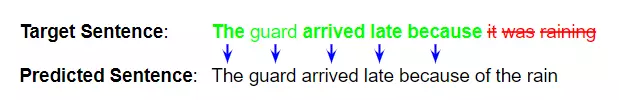 Target Sentence: The guard arrived late because it was raining
Predicted Sentence: The guard arrived late because of the rain